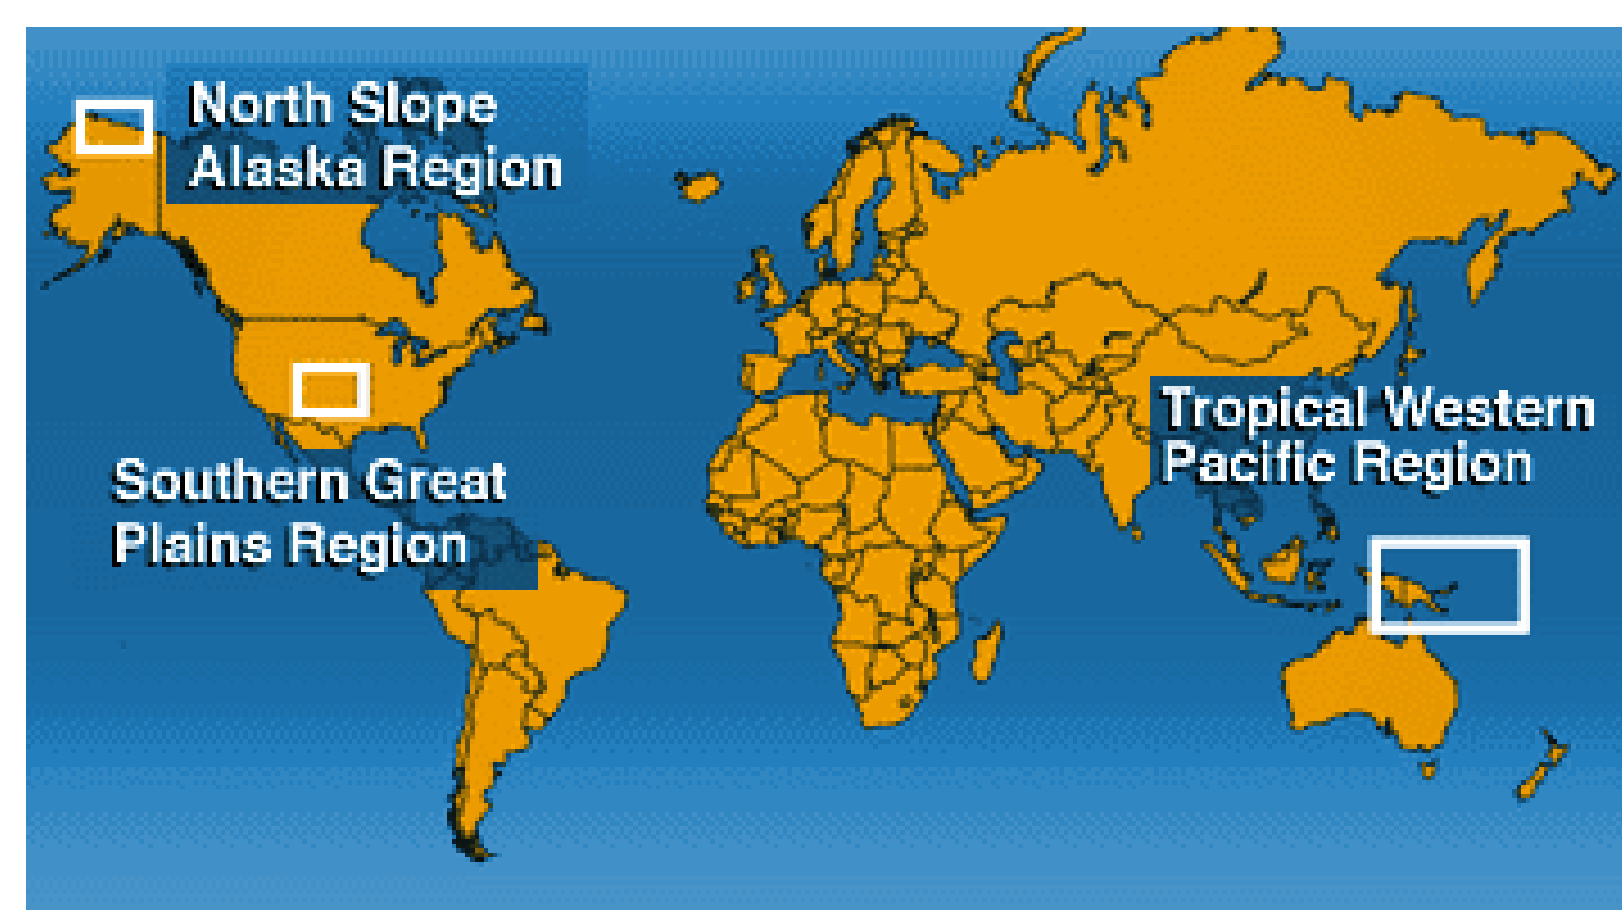 North Slope
Alaska Region
Tropical Western
Pacific Region
Southern Great
Plains Region